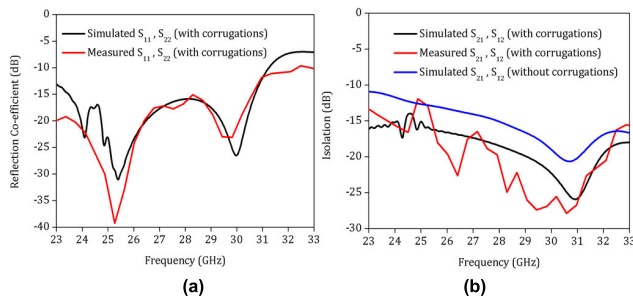 Simulated S11, S22 (with corrugations)
Measured S11, S22 (with corrugations)
Reflection Co-efficient (dB)
0
-5
-10
-15
-20
-25
-30
-35
-40
23 24 25 26 27 28 29 30 31 32 33
Frequency (GHz)
(a)
Simulated S21, S12 (with corrugations)
Measured S21, S12 (with corrugations)
Simulated S21, S12 (without corrugations)
Isolation (dB)
0
-5
-10
-15
-20
-25
-30
23 24 25 26 27 28 29 30 31 32 33
Frequency (GHz)
(b)